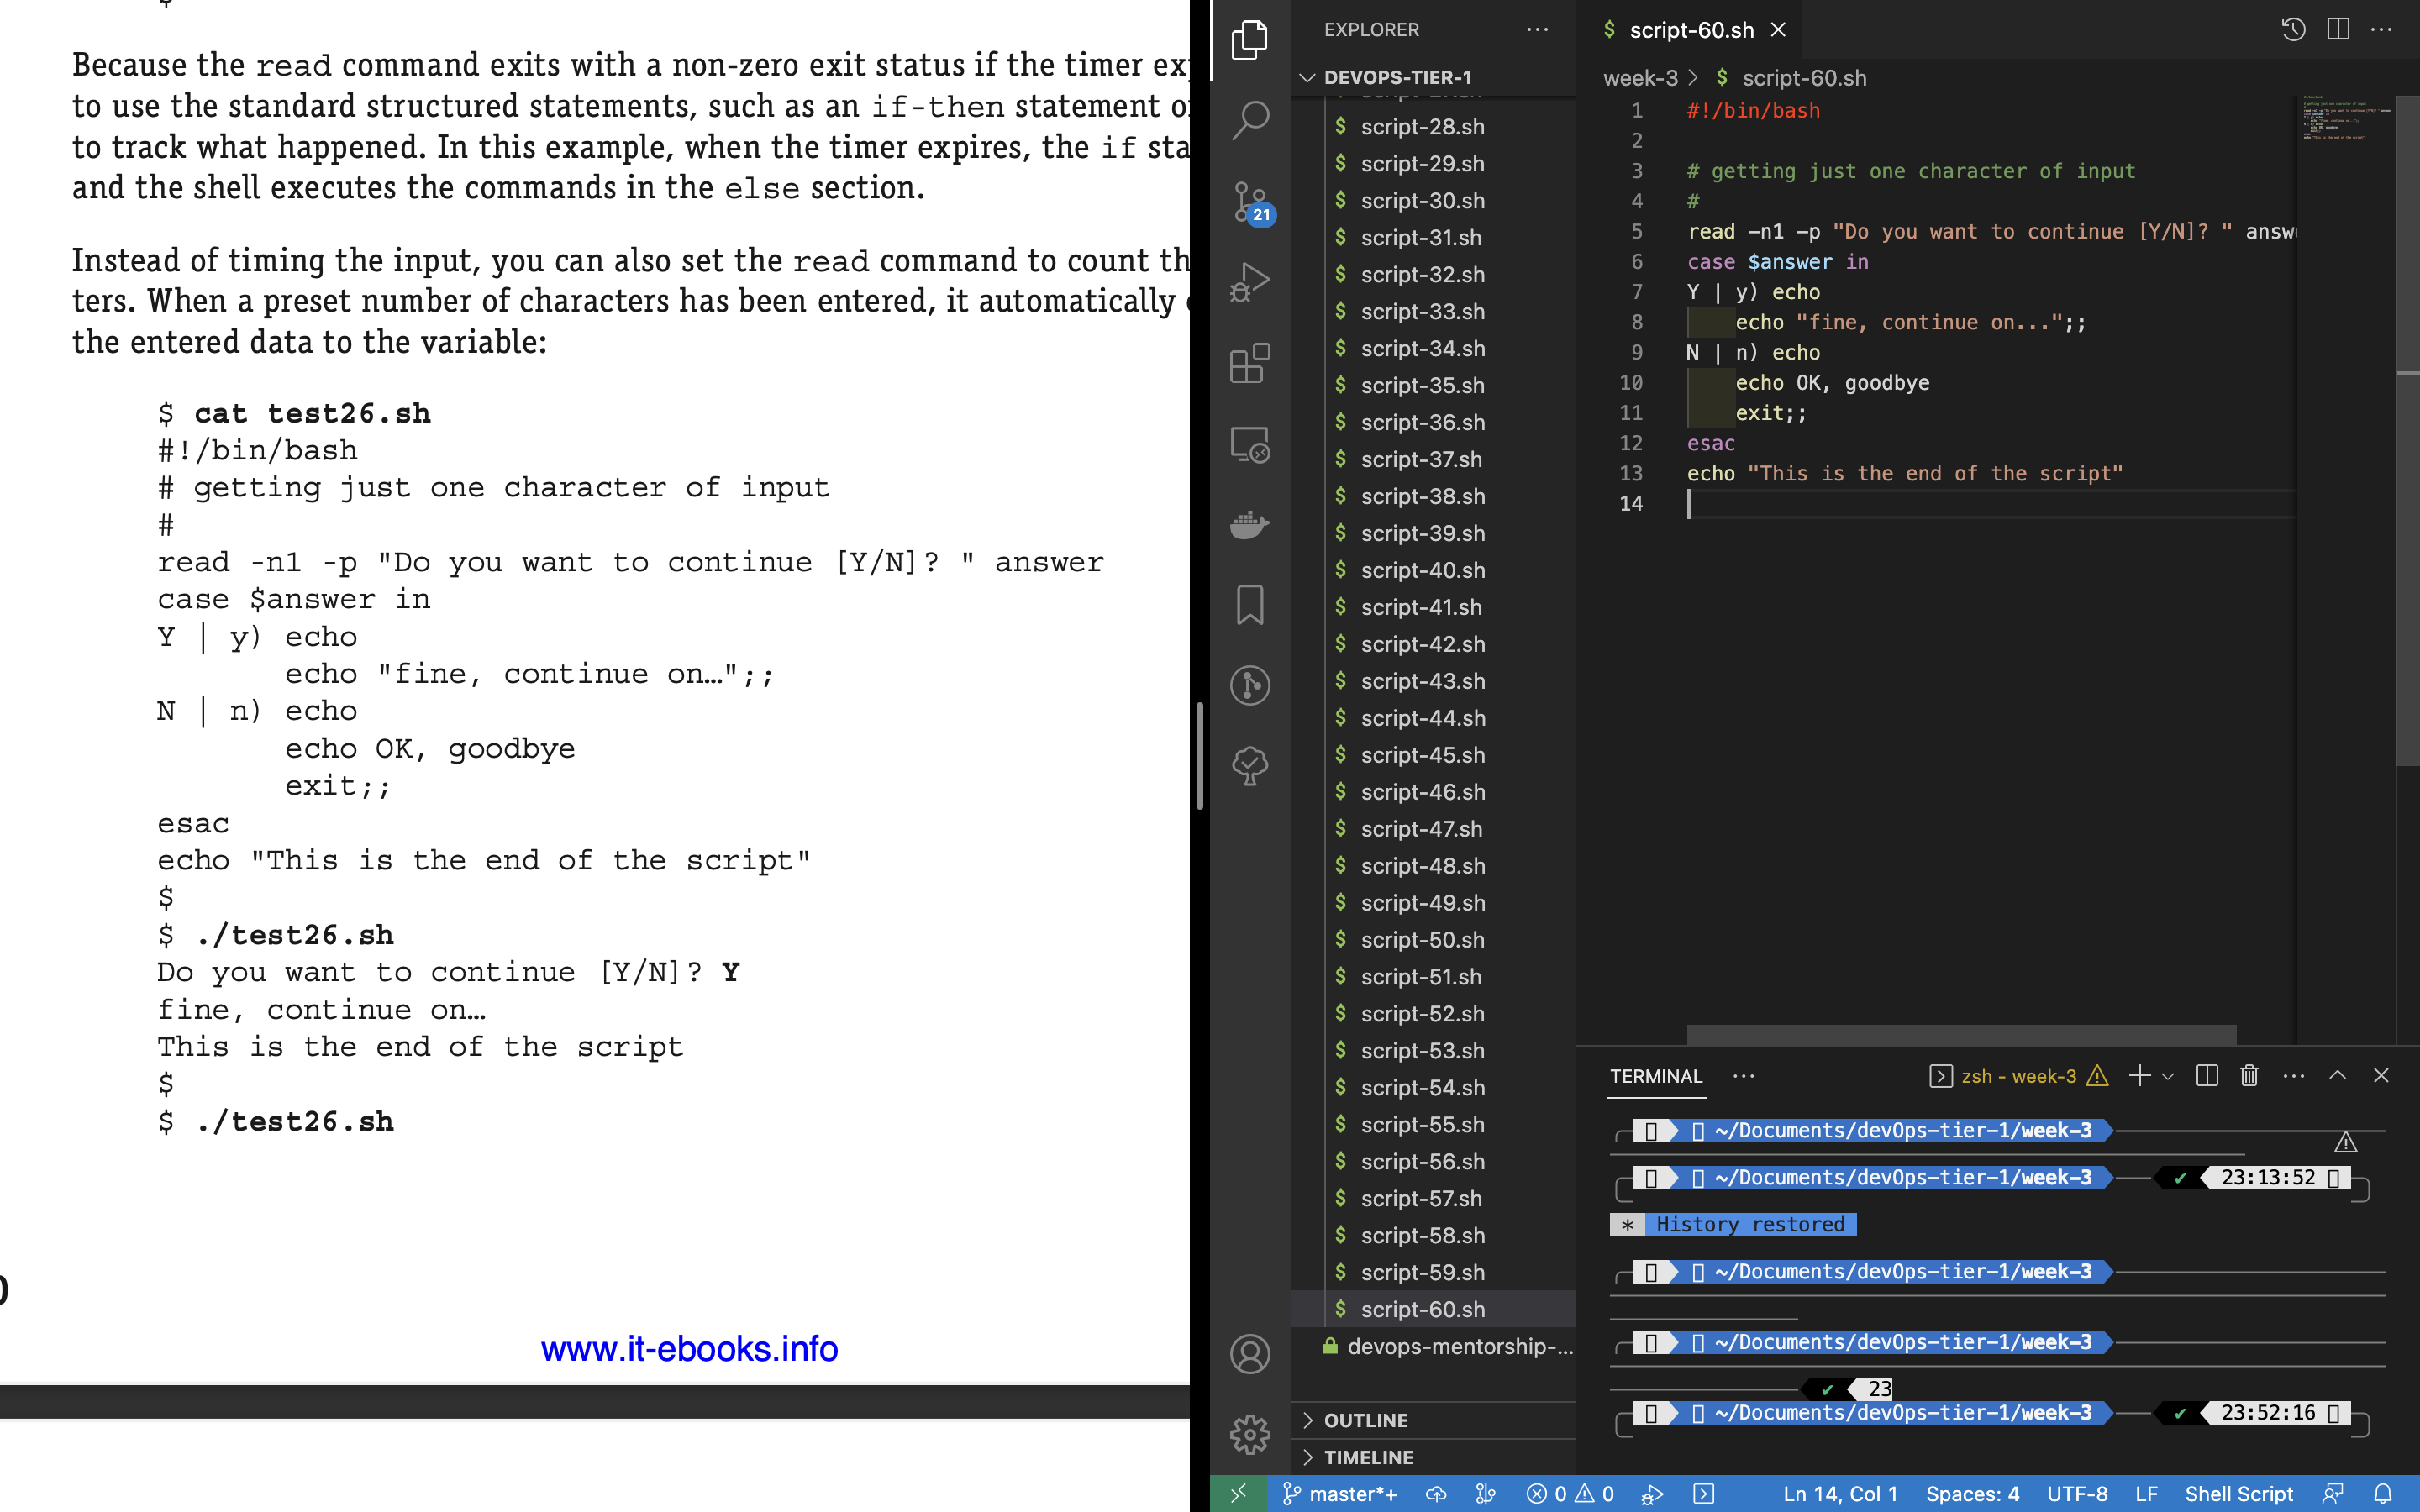 $
Because the read command exits with a non-zero exit status if the timer
to use the standard structured statements, such as an if-then statement
to track what happened. In this example, when the timer expires, the if
and the shell executes the commands in the else section.
Instead of timing the input, you can also set the read command to count
ters. When a preset number of characters has been entered, it automatically
the entered data to the variable:
$ cat test26.sh
#!/bin/bash
# getting just one character of input
#
read -n1 -p "Do you want to continue [Y/N]? " answer
case $answer in
Y | y) echo
echo "fine, continue on…";;
N | n) echo
echo OK, goodbye
exit;;
esac
echo "This is the end of the script"
$
$ ./test26.sh
Do you want to continue [Y/N]? Y
fine, continue on…
This is the end of the script
$
$ ./test26.sh
www.it-ebooks.info
21
EXPLORER
DEVOPS-TIER-1
$ script-28.sh
$ script-29.sh
$ script-30.sh
$ script-31.sh
$ script-32.sh
$ script-33.sh
$ script-34.sh
$ script-35.sh
$ script-36.sh
$ script-37.sh
$ script-38.sh
$ script-39.sh
$ script-40.sh
$ script-41.sh
$ script-42.sh
$ script-43.sh
$ script-44.sh
$ script-45.sh
$ script-46.sh
$ script-47.sh
$ script-48.sh
$ script-49.sh
$ script-50.sh
$ script-51.sh
$ script-52.sh
$ script-53.sh
$ script-54.sh
$ script-55.sh
$ script-56.sh
$ script-57.sh
$ script-58.sh
$ script-59.sh
$ script-60.sh
devops-mentorship-...
OUTLINE
TIMELINE
$ script-60.sh
week-3 > $ script-60.sh
1 #!/bin/bash
2
3 # getting just one character of input
4 #
5 read -n1 -p "Do you want to continue [Y/N]? " answ
6 case $answer in
7 Y | y) echo
8 echo "fine, continue on...";;
9 N | n) echo
10 echo OK, goodbye
11 exit;;
12 esac
13 echo "This is the end of the script"
14
TERMINAL
zsh - week-3
~/Documents/devOps-tier-1/week-3
~/Documents/devOps-tier-1/week-3 ✔ 23:13:52
* History restored
~/Documents/devOps-tier-1/week-3
~/Documents/devOps-tier-1/week-3
✔ 23
~/Documents/devOps-tier-1/week-3 ✔ 23:52:16
master*+ 0 0 Ln 14, Col 1 Spaces: 4 UTF-8 LF Shell Script